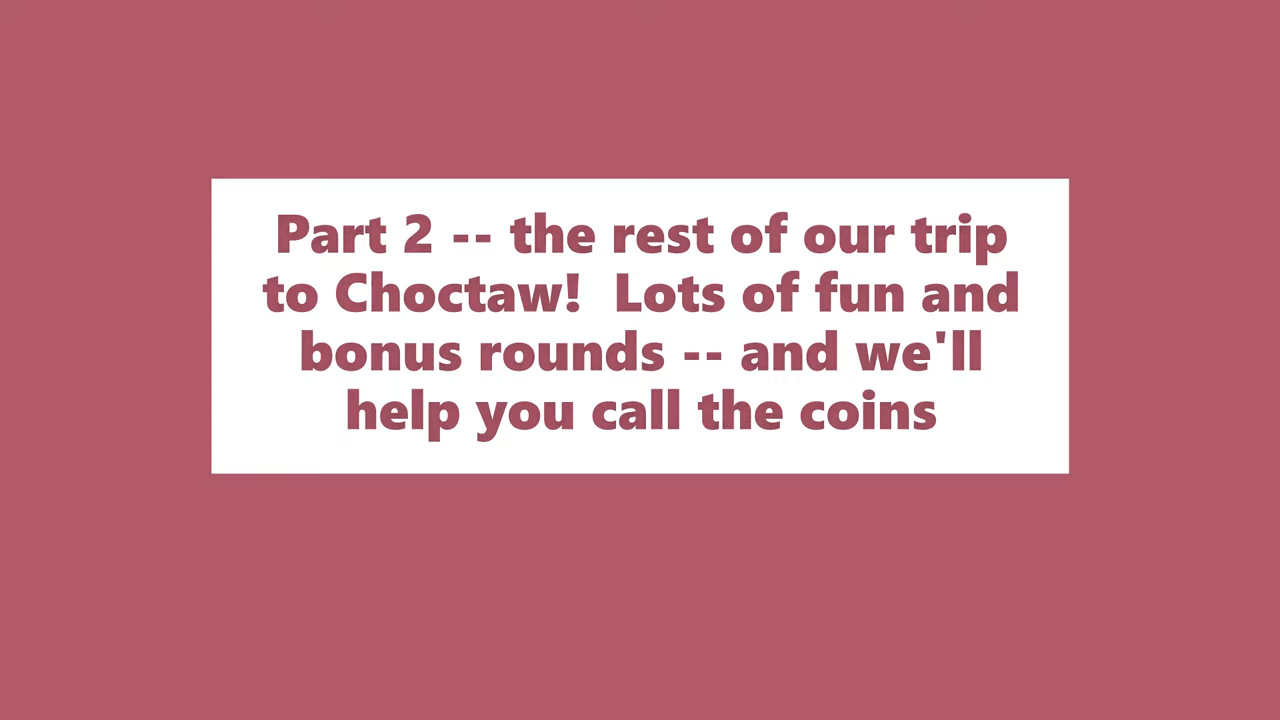 Part 2 -- the rest of our trip
to Choctaw!  Lots of fun and
bonus rounds -- and we'll
help you call the coins